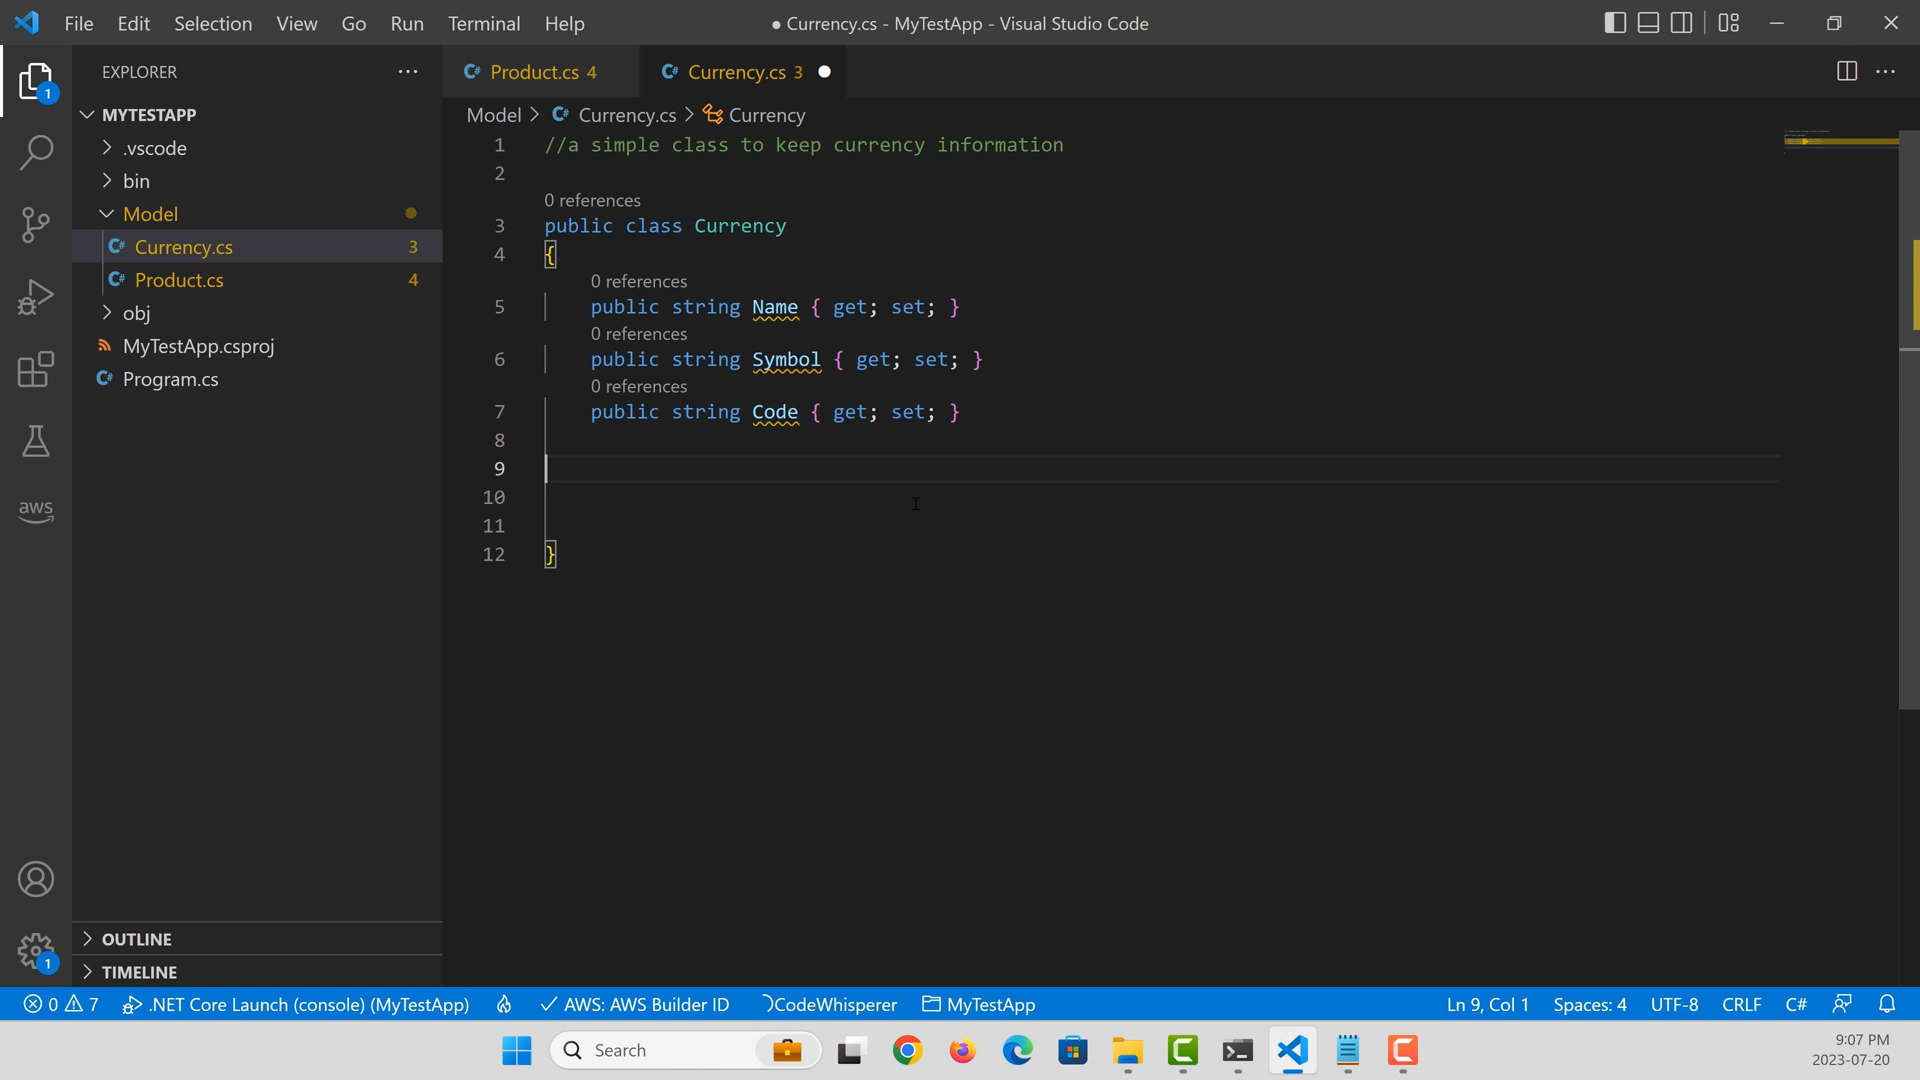 File Edit Selection View Go Run Terminal Help
● Currency.cs - MyTestApp - Visual Studio Code
EXPLORER
Product.cs 4
Currency.cs 3
1
MYTESTAPP
.vscode
bin
Model
Currency.cs 3
Product.cs 4
obj
MyTestApp.csproj
Program.cs
aws
1
OUTLINE
TIMELINE
Model > Currency.cs > Currency
1 //a simple class to keep currency information
2
0 references
3 public class Currency
4 {
0 references
5 public string Name { get; set; }
0 references
6 public string Symbol { get; set; }
0 references
7 public string Code { get; set; }
8
9
10
11
12 }
0 7 .NET Core Launch (console) (MyTestApp) AWS: AWS Builder ID CodeWhisperer MyTestApp
Ln 9, Col 1 Spaces: 4 UTF-8 CRLF C#
Search
9:07 PM
2023-07-20